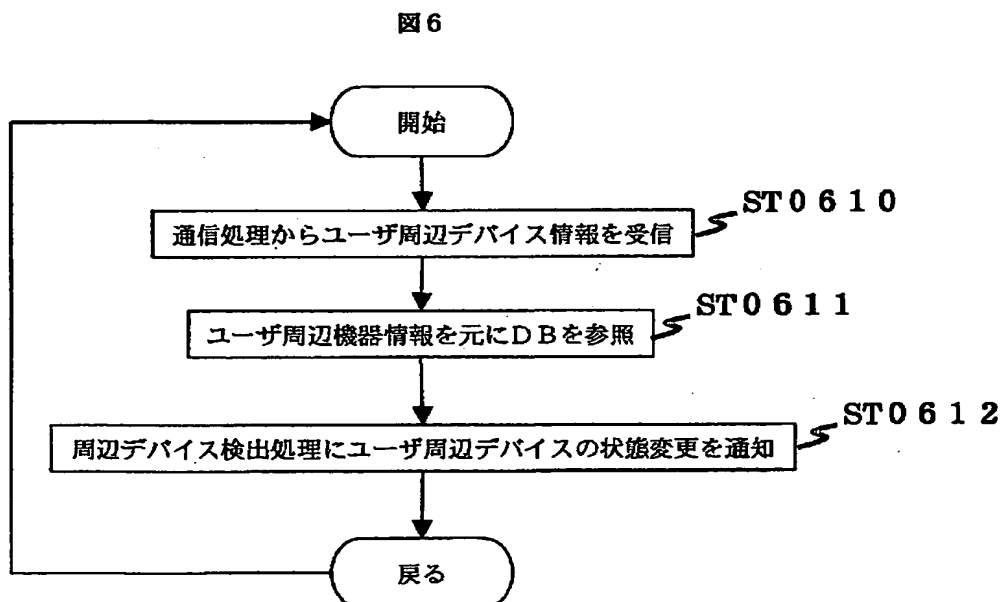 図６
開始
ST０６１０
通信処理からユーザ周辺デバイス情報を受信
ST０６１１
ユーザ周辺機器情報を元にＤＢを参照
ST０６１２
周辺デバイス検出処理にユーザ周辺デバイスの状態変更を通知
戻る